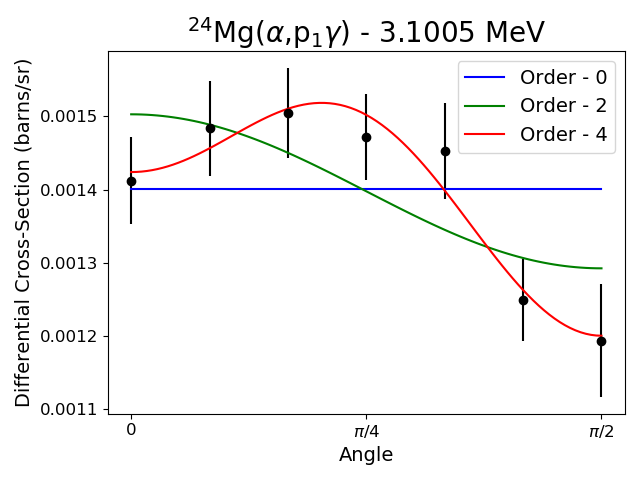 ²⁴Mg(α,p₁γ) - 3.1005 MeV
Differential Cross-Section (barns/sr)
0.0015
0.0014
0.0013
0.0012
0.0011
Order - 0
Order - 2
Order - 4
0
π/4
π/2
Angle